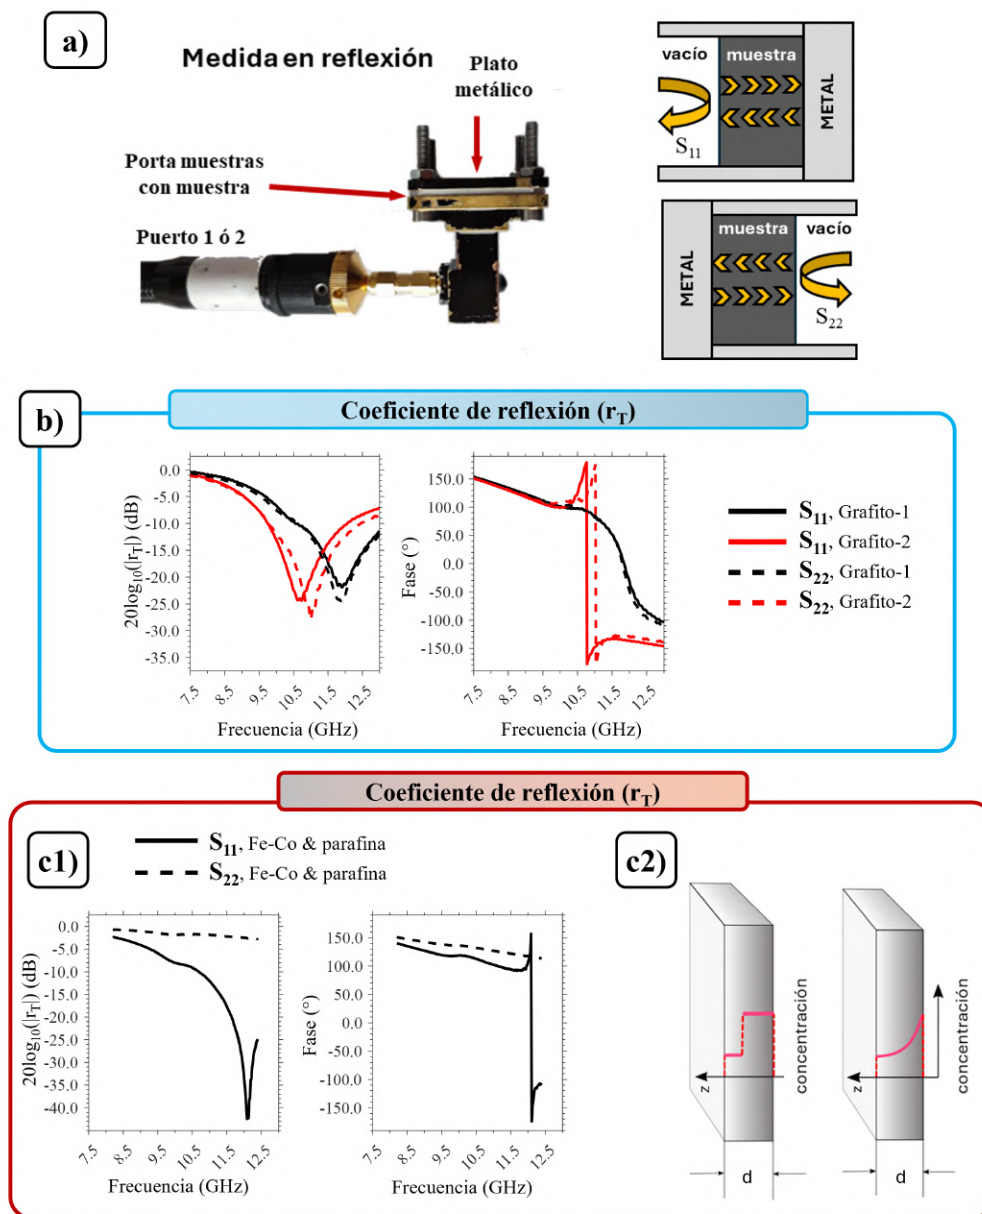 a)
Medida en reflexión
Plato
metálico
Porta muestras
con muestra
Puerto 1 ó 2
vacío
muestra
METAL
S11
muestra
vacío
METAL
S22
b)
Coeficiente de reflexión (rT)
20log10(|rT|) (dB)
0.0
-5.0
-10.0
-15.0
-20.0
-25.0
-30.0
-35.0
7.5
8.5
9.5
10.5
11.5
12.5
Frecuencia (GHz)
Fase (°)
150.0
100.0
50.0
0.0
-50.0
-100.0
-150.0
7.5
8.5
9.5
10.5
11.5
12.5
Frecuencia (GHz)
S11, Grafito-1
S11, Grafito-2
S22, Grafito-1
S22, Grafito-2
Coeficiente de reflexión (rT)
c1)
S11, Fe-Co & parafina
S22, Fe-Co & parafina
20log10(|rT|) (dB)
0.0
-5.0
-10.0
-15.0
-20.0
-25.0
-30.0
-35.0
-40.0
7.5
8.5
9.5
10.5
11.5
12.5
Frecuencia (GHz)
Fase (°)
150.0
100.0
50.0
0.0
-50.0
-100.0
-150.0
7.5
8.5
9.5
10.5
11.5
12.5
Frecuencia (GHz)
c2)
z
concentración
d
z
concentración
d